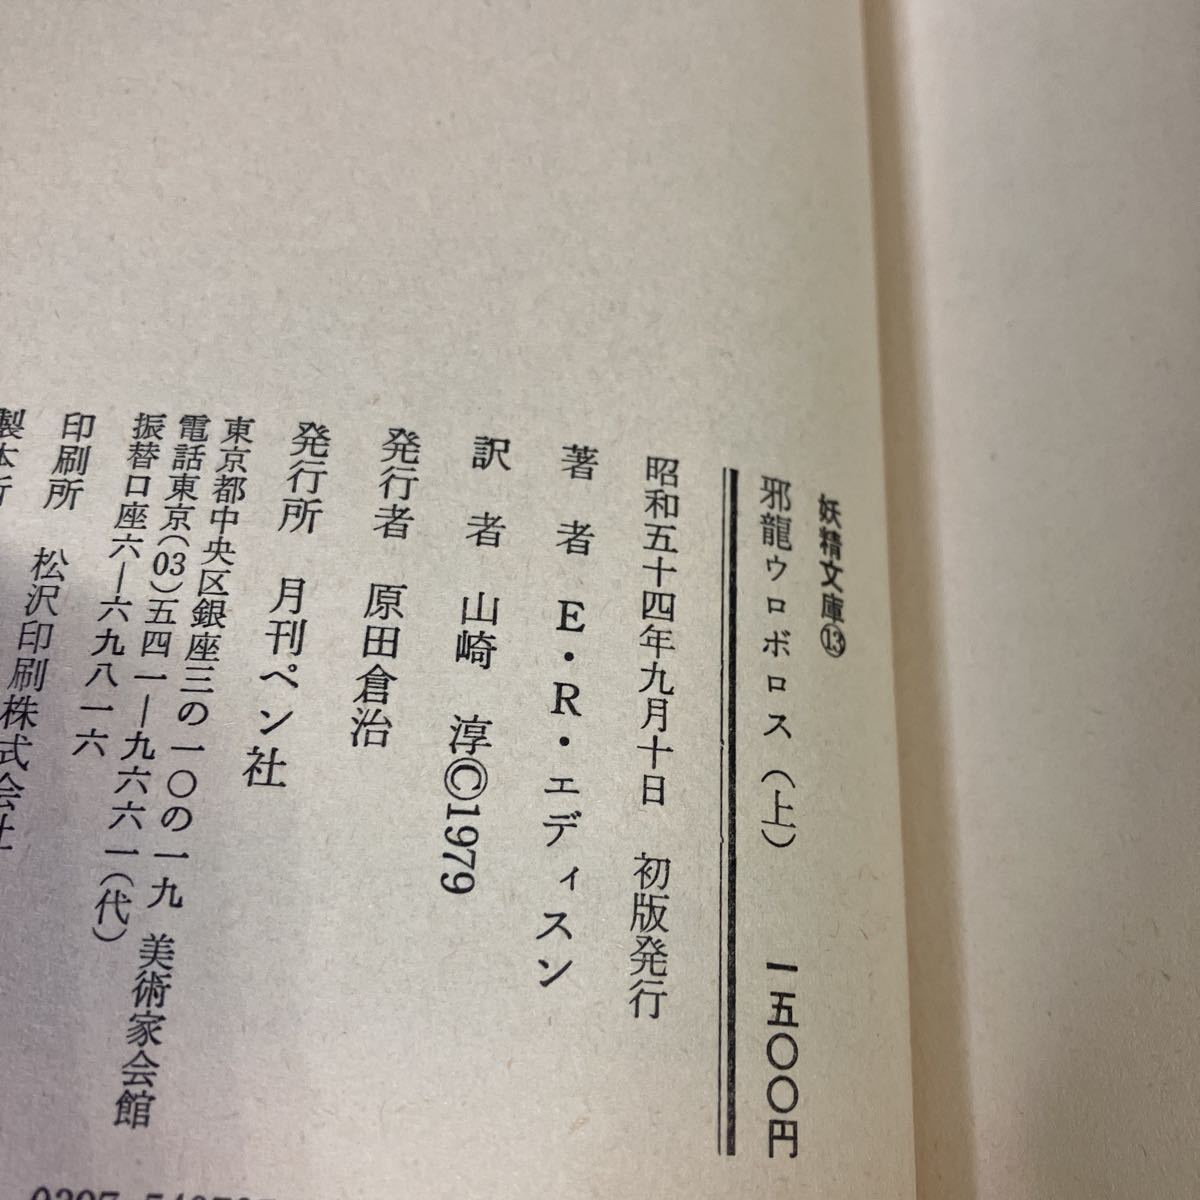 妖精文庫⑬
邪龍ウロボロス（上） 一五〇〇円
昭和五十四年九月十日 初版発行
著者 E・R・エディスン
訳者 山崎 淳©1979
発行者 原田倉治
発行所 月刊ペン社
東京都中央区銀座三の一〇の一九 美術家会館
電話東京(03)五四一―九六六一(代)
振替口座六―六九八一六
印刷所 松沢印刷株式会社
製本所